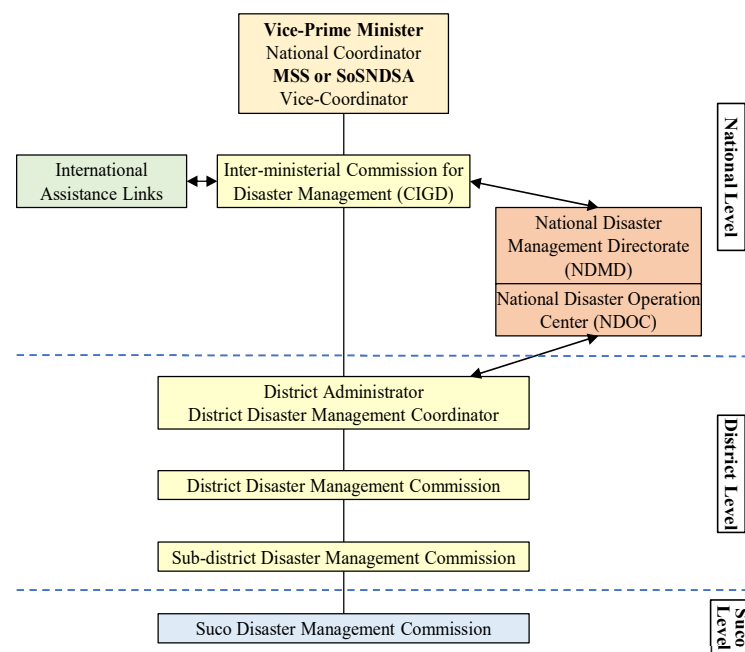 Vice-Prime Minister
National Coordinator
MSS or SoSNDSA
Vice-Coordinator
International
Assistance Links
Inter-ministerial Commission for
Disaster Management (CIGD)
National Disaster
Management Directorate
(NDMD)
National Disaster Operation
Center (NDOC)
National Level
District Administrator
District Disaster Management Coordinator
District Disaster Management Commission
Sub-district Disaster Management Commission
District Level
Suco Disaster Management Commission
Suco
Level